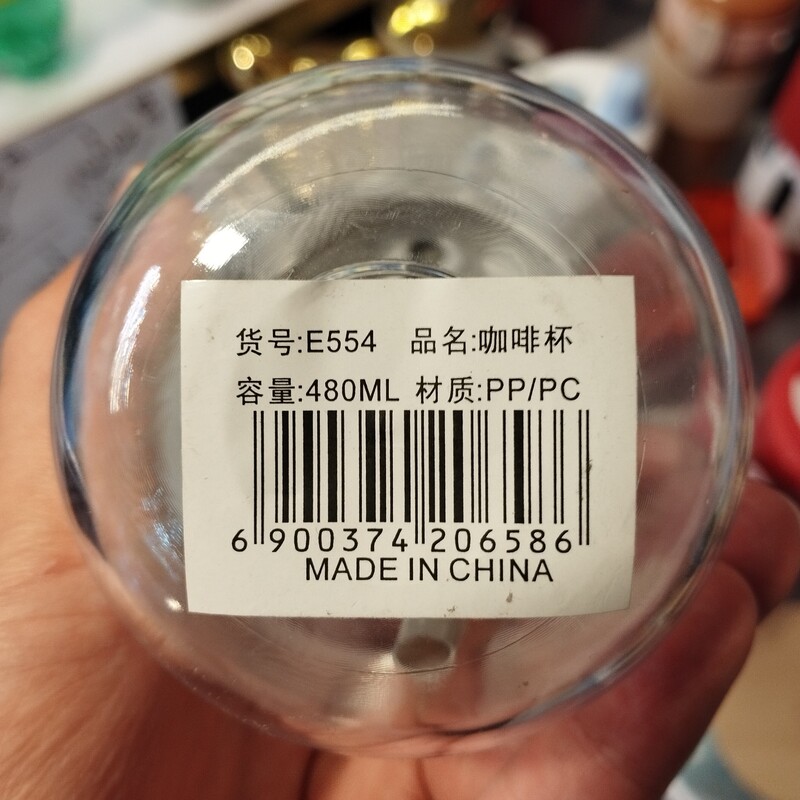 货号:E554 品名:咖啡杯
容量:480ML 材质:PP/PC
6 900374 206586
MADE IN CHINA